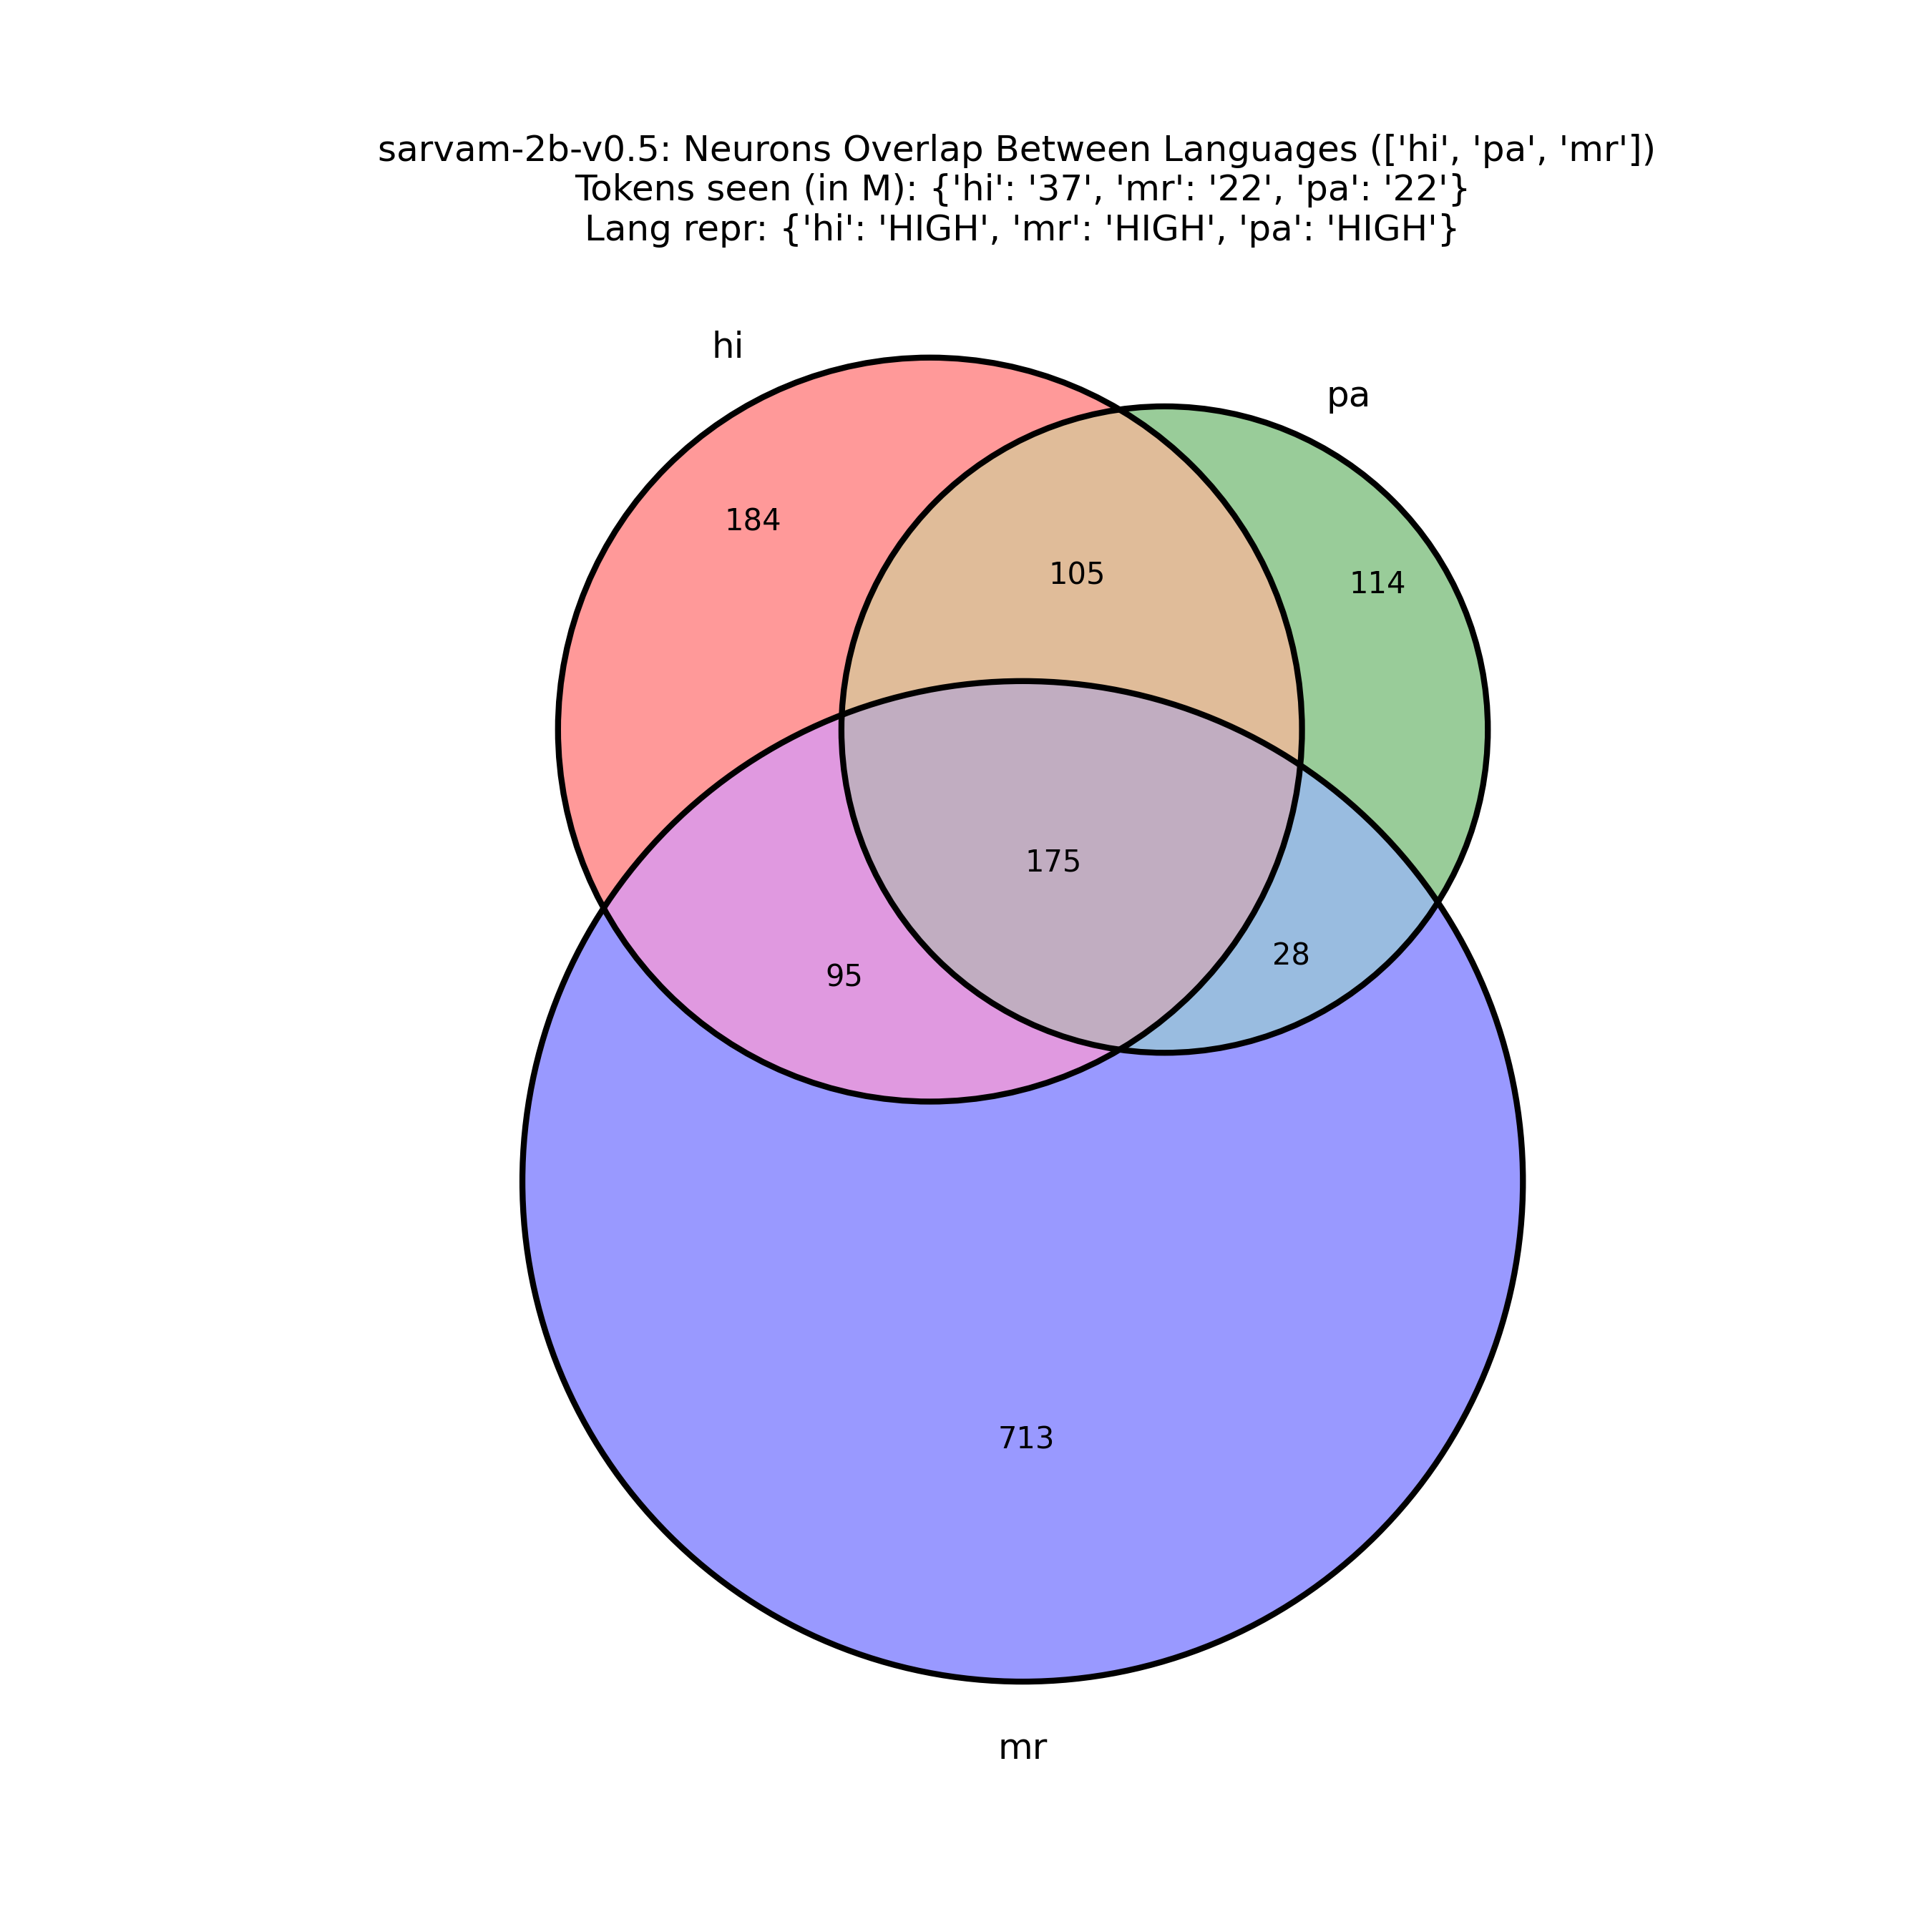 sarvam-2b-v0.5: Neurons Overlap Between Languages (['hi', 'pa', 'mr'])
Tokens seen (in M): {'hi': '37', 'mr': '22', 'pa': '22'}
Lang repr: {'hi': 'HIGH', 'mr': 'HIGH', 'pa': 'HIGH'}
hi
pa
184
105
114
175
28
95
713
mr